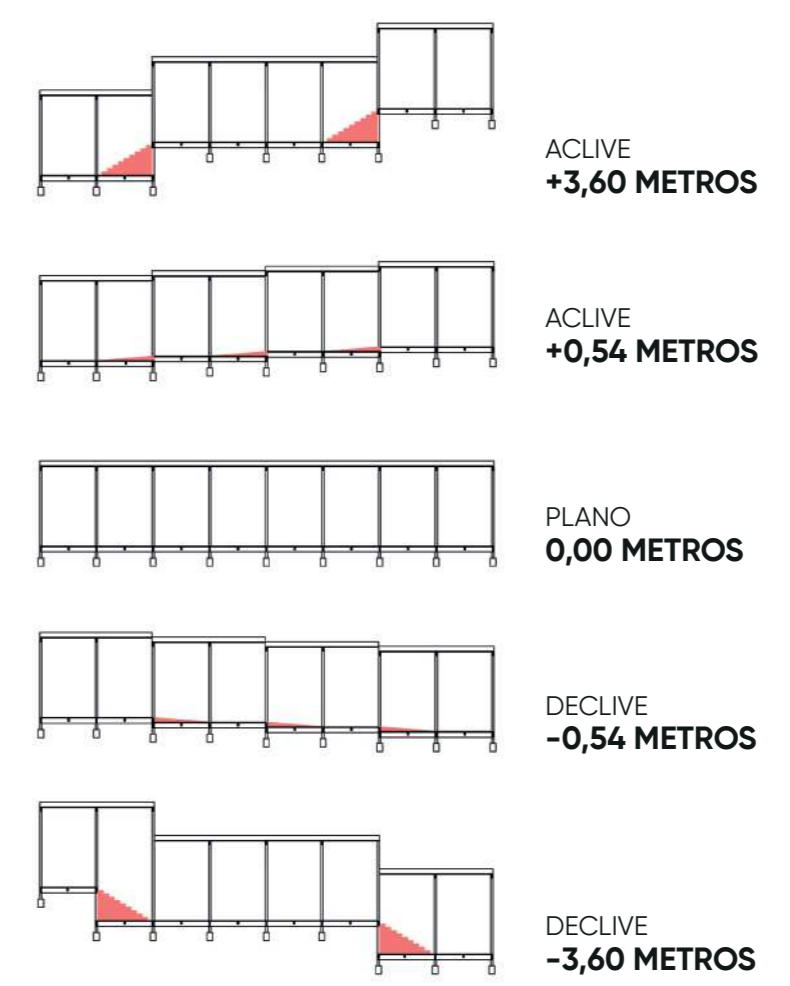 ACLIVE
+3,60 METROS
ACLIVE
+0,54 METROS
PLANO
0,00 METROS
DECLIVE
-0,54 METROS
DECLIVE
-3,60 METROS